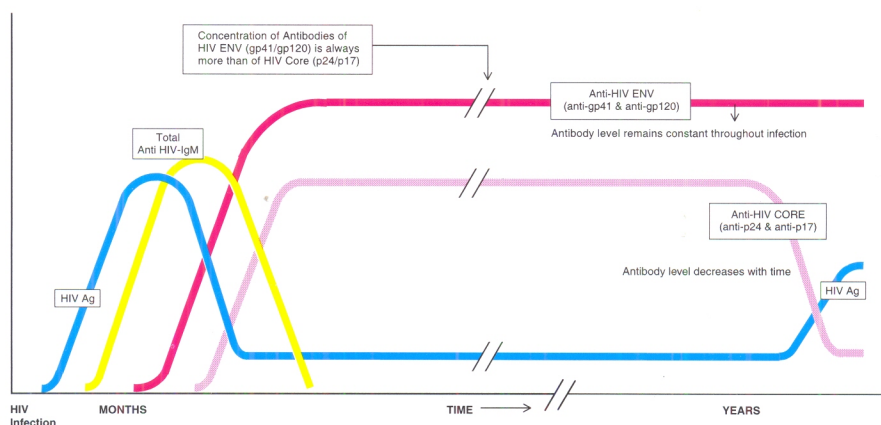 Concentration of Antibodies of
HIV ENV (gp41/gp120) is always
more than of HIV Core (p24/p17)
Anti-HIV ENV
(anti-gp41 & anti-gp120)
Antibody level remains constant throughout infection
Total
Anti HIV-IgM
Anti-HIV CORE
(anti-p24 & anti-p17)
Antibody level decreases with time
HIV Ag
HIV Ag
HIV
Infection
MONTHS
TIME
YEARS